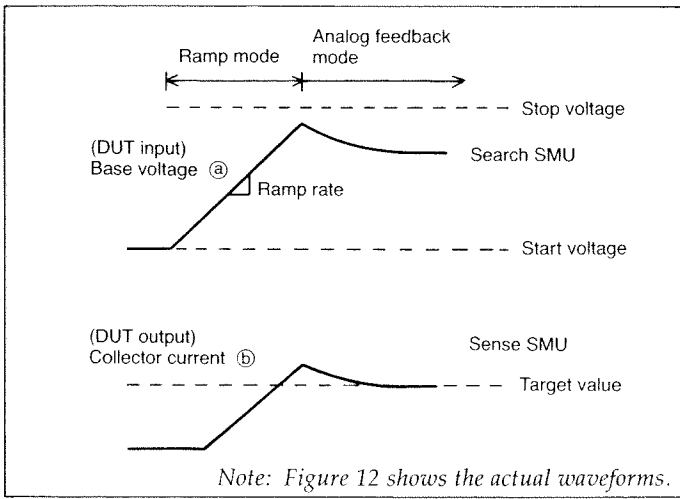 Ramp mode
Analog feedback
mode
Stop voltage
(DUT input)
Base voltage ⓐ
Search SMU
Ramp rate
Start voltage
(DUT output)
Collector current ⓑ
Sense SMU
Target value
Note: Figure 12 shows the actual waveforms.